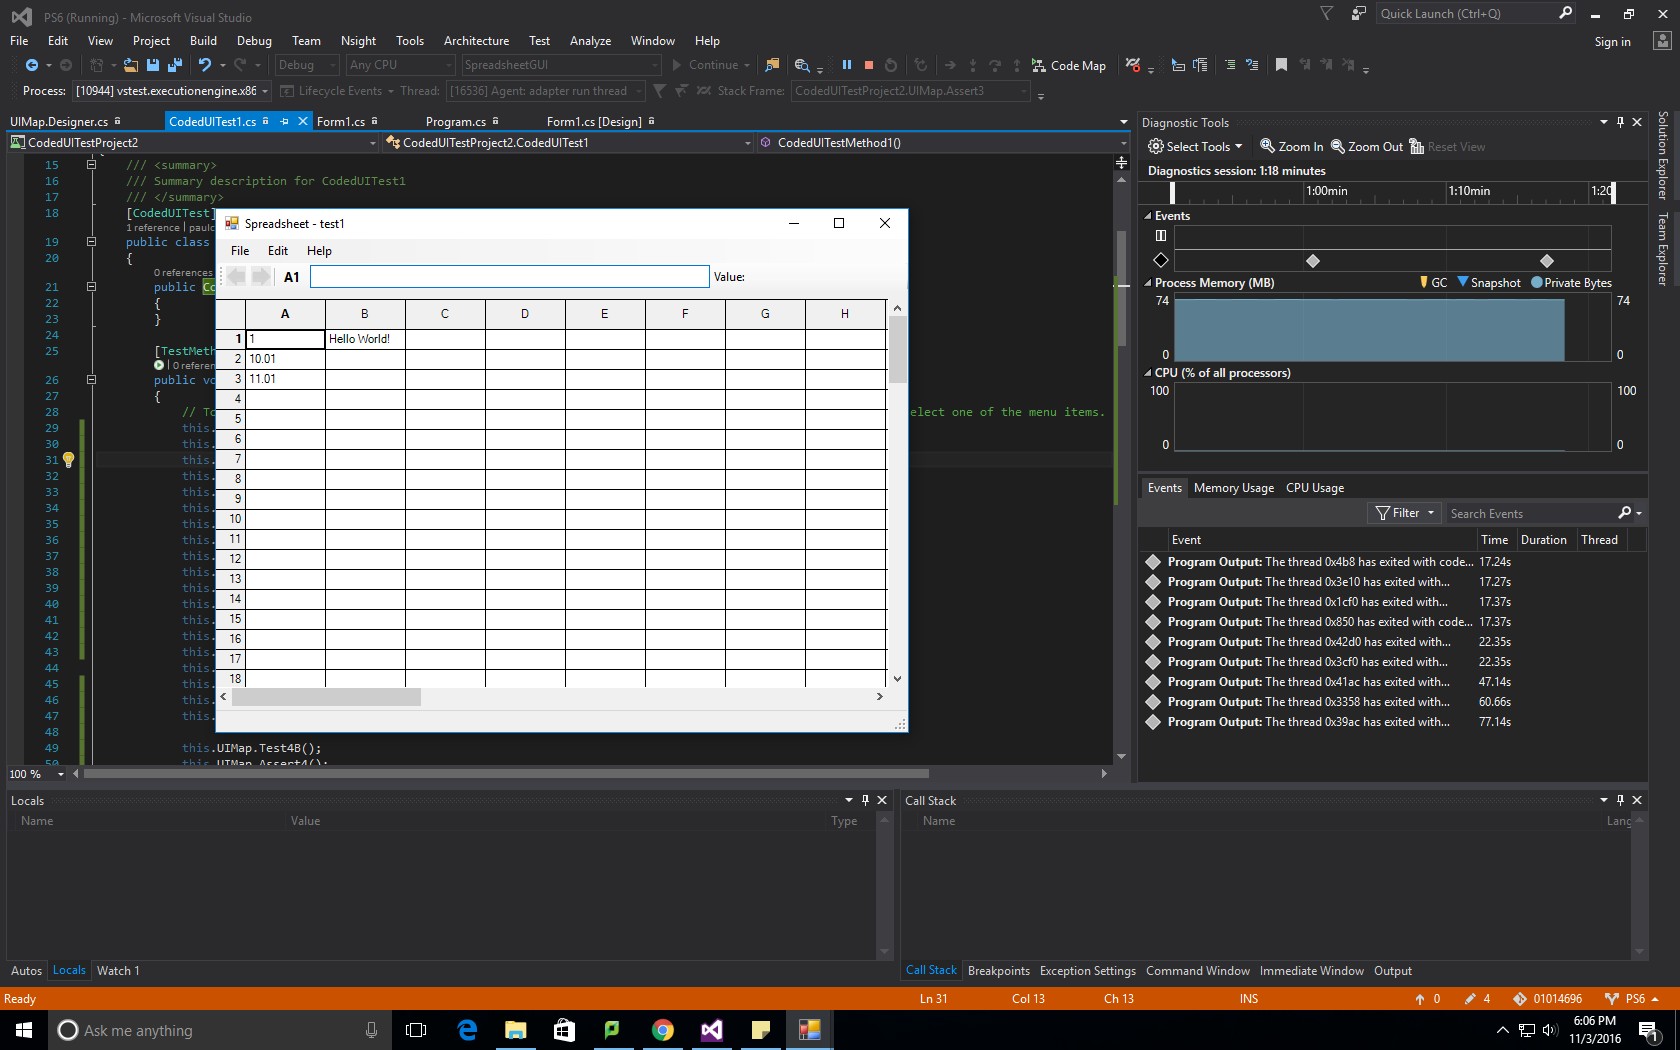 PS6 (Running) - Microsoft Visual Studio
Quick Launch (Ctrl+Q)
File Edit View Project Build Debug Team Nsight Tools Architecture Test Analyze Window Help
Sign in
Debug Any CPU SpreadsheetGUI Continue Code Map
Process: [10944] vstest.executionengine.x86 Lifecycle Events Thread: [16536] Agent: adapter run thread Stack Frame: CodedUITestProject2.UIMap.Assert3
UIMap.Designer.cs CodedUITest1.cs Form1.cs Program.cs Form1.cs [Design]
CodedUITestProject2 CodedUITestProject2.CodedUITest1 CodedUITestMethod1()
15 /// <summary>
16 /// Summary description for CodedUITest1
17 /// </summary>
18 [CodedUITest]
1 reference | paulc
19 public class
20 {
0 references
21 public Co
22 {
23 }
24
25 [TestMeth
0 referen
26 public vo
27 {
28 // To elect one of the menu items.
29 this.
30 this.
31 this.
32 this.
33 this.
34 this.
35 this.
36 this.
37 this.
38 this.
39 this.
40 this.
41 this.
42 this.
43 this.
44 this.
45 this.
46 this.
47 this.
48
49 this.UIMap.Test4B();
50 this.UIMap.Assert4();
100 %
Spreadsheet - test1
File Edit Help
A1 Value:
A B C D E F G H
1 1 Hello World!
2 10.01
3 11.01
4
5
6
7
8
9
10
11
12
13
14
15
16
17
18
Diagnostic Tools
Select Tools Zoom In Zoom Out Reset View
Diagnostics session: 1:18 minutes
1:00min 1:10min 1:20
Events
Process Memory (MB) GC Snapshot Private Bytes
74 74
0 0
CPU (% of all processors)
100 100
0 0
Events Memory Usage CPU Usage
Filter Search Events
Event Time Duration Thread
Program Output: The thread 0x4b8 has exited with code... 17.24s
Program Output: The thread 0x3e10 has exited with... 17.27s
Program Output: The thread 0x1cf0 has exited with... 17.37s
Program Output: The thread 0x850 has exited with code... 17.37s
Program Output: The thread 0x42d0 has exited with... 22.35s
Program Output: The thread 0x3cf0 has exited with... 22.35s
Program Output: The thread 0x41ac has exited with... 47.14s
Program Output: The thread 0x3358 has exited with... 60.66s
Program Output: The thread 0x39ac has exited with... 77.14s
Solution Explorer
Team Explorer
Locals
Name Value Type
Autos Locals Watch 1
Call Stack
Name Lang
Call Stack Breakpoints Exception Settings Command Window Immediate Window Output
Ready Ln 31 Col 13 Ch 13 INS 0 4 01014696 PS6
Ask me anything
6:06 PM
11/3/2016
1